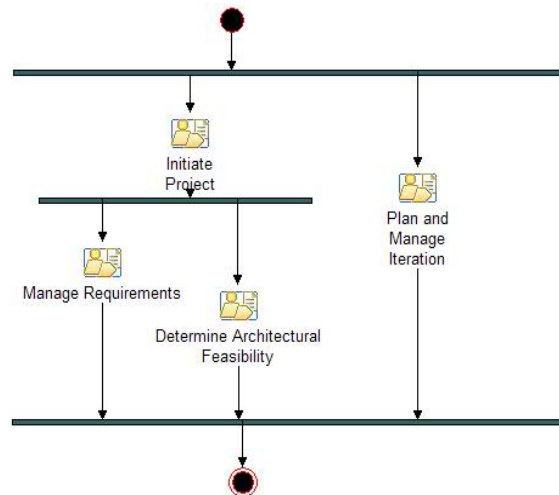 Initiate
Project
Plan and
Manage
Iteration
Manage Requirements
Determine Architectural
Feasibility